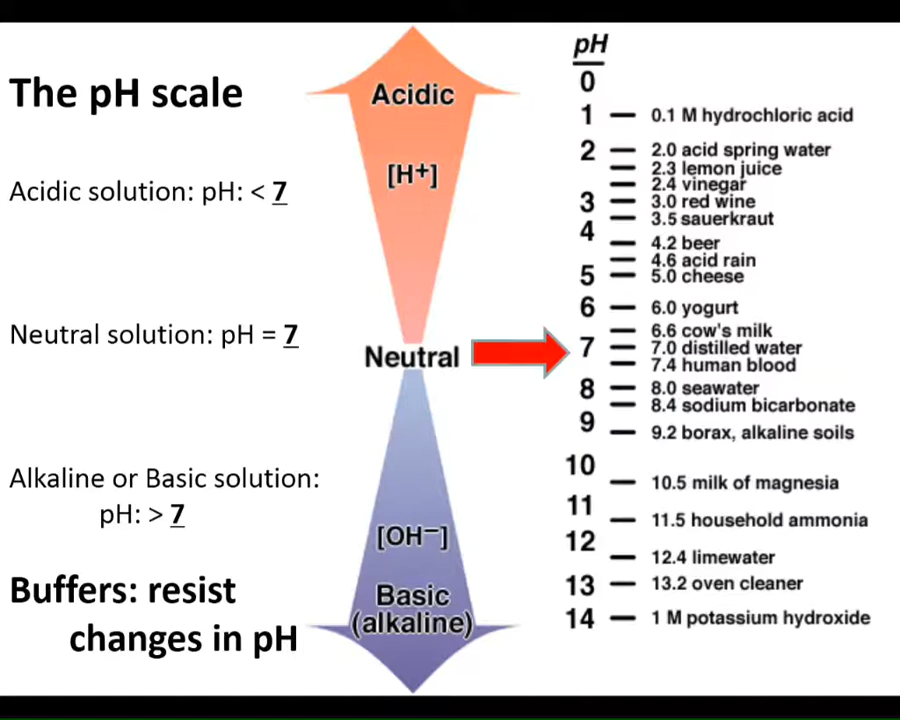 The pH scale
Acidic solution: pH: < 7
Neutral solution: pH = 7
Alkaline or Basic solution:
pH: > 7
Buffers: resist
changes in pH
Acidic
[H+]
Neutral
[OH−]
Basic
(alkaline)
pH
0
1 0.1 M hydrochloric acid
2 2.0 acid spring water
2.3 lemon juice
2.4 vinegar
3 3.0 red wine
3.5 sauerkraut
4
4.2 beer
4.6 acid rain
5 5.0 cheese
6 6.0 yogurt
6.6 cow's milk
7 7.0 distilled water
7.4 human blood
8 8.0 seawater
8.4 sodium bicarbonate
9
9.2 borax, alkaline soils
10
10.5 milk of magnesia
11
11.5 household ammonia
12
12.4 limewater
13 13.2 oven cleaner
14 1 M potassium hydroxide